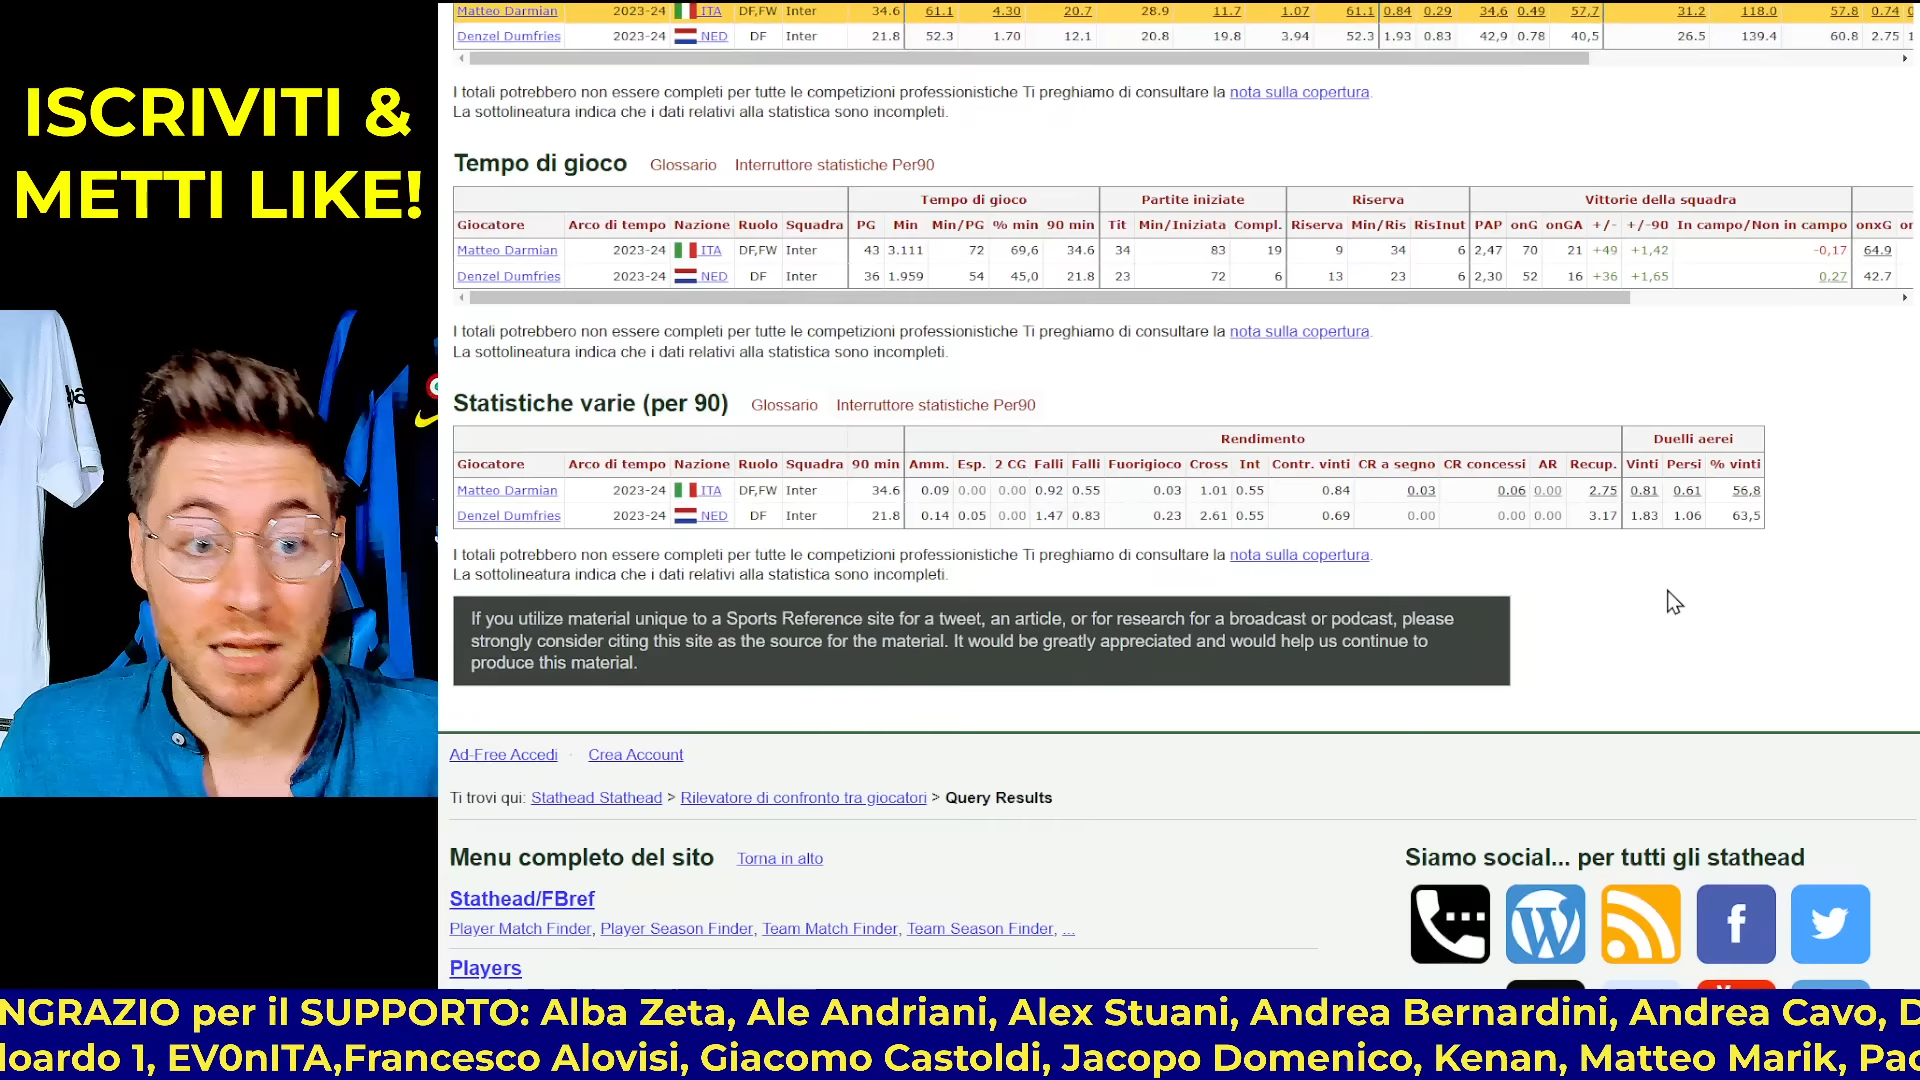 ISCRIVITI &
METTI LIKE!
Matteo Darmian 2023-24 ITA DF,FW Inter 34.6 61.1 4.30 20.7 28.9 11.7 1.07 61.1 0.84 0.29 34,6 0.49 57,7 31.2 118.0 57.8 0.74
Denzel Dumfries 2023-24 NED DF Inter 21.8 52.3 1.70 12.1 20.8 19.8 3.94 52.3 1.93 0.83 42,9 0.78 40,5 26.5 139.4 60.8 2.75
I totali potrebbero non essere completi per tutte le competizioni professionistiche Ti preghiamo di consultare la nota sulla copertura.
La sottolineatura indica che i dati relativi alla statistica sono incompleti.
Tempo di gioco Glossario Interruttore statistiche Per90
Tempo di gioco Partite iniziate Riserva Vittorie della squadra
Giocatore Arco di tempo Nazione Ruolo Squadra PG Min Min/PG % min 90 min Tit Min/Iniziata Compl. Riserva Min/Ris RisInut PAP onG onGA +/- +/-90 In campo/Non in campo onxG
Matteo Darmian 2023-24 ITA DF,FW Inter 43 3.111 72 69,6 34.6 34 83 19 9 34 6 2,47 70 21 +49 +1,42 -0,17 64.9
Denzel Dumfries 2023-24 NED DF Inter 36 1.959 54 45,0 21.8 23 72 6 13 23 6 2,30 52 16 +36 +1,65 0,27 42.7
I totali potrebbero non essere completi per tutte le competizioni professionistiche Ti preghiamo di consultare la nota sulla copertura.
La sottolineatura indica che i dati relativi alla statistica sono incompleti.
Statistiche varie (per 90) Glossario Interruttore statistiche Per90
Rendimento Duelli aerei
Giocatore Arco di tempo Nazione Ruolo Squadra 90 min Amm. Esp. 2 CG Falli Falli Fuorigioco Cross Int Contr. vinti CR a segno CR concessi AR Recup. Vinti Persi % vinti
Matteo Darmian 2023-24 ITA DF,FW Inter 34.6 0.09 0.00 0.00 0.92 0.55 0.03 1.01 0.55 0.84 0.03 0.06 0.00 2.75 0.81 0.61 56,8
Denzel Dumfries 2023-24 NED DF Inter 21.8 0.14 0.05 0.00 1.47 0.83 0.23 2.61 0.55 0.69 0.00 0.00 0.00 3.17 1.83 1.06 63,5
I totali potrebbero non essere completi per tutte le competizioni professionistiche Ti preghiamo di consultare la nota sulla copertura.
La sottolineatura indica che i dati relativi alla statistica sono incompleti.
If you utilize material unique to a Sports Reference site for a tweet, an article, or for research for a broadcast or podcast, please
strongly consider citing this site as the source for the material. It would be greatly appreciated and would help us continue to
produce this material.
Ad-Free Accedi · Crea Account
Ti trovi qui: Stathead Stathead > Rilevatore di confronto tra giocatori > Query Results
Menu completo del sito Torna in alto
Siamo social... per tutti gli stathead
Stathead/FBref
Player Match Finder, Player Season Finder, Team Match Finder, Team Season Finder, ...
Players
NGRAZIO per il SUPPORTO: Alba Zeta, Ale Andriani, Alex Stuani, Andrea Bernardini, Andrea Cavo, D
loardo 1, EV0nITA,Francesco Alovisi, Giacomo Castoldi, Jacopo Domenico, Kenan, Matteo Marik, Pac